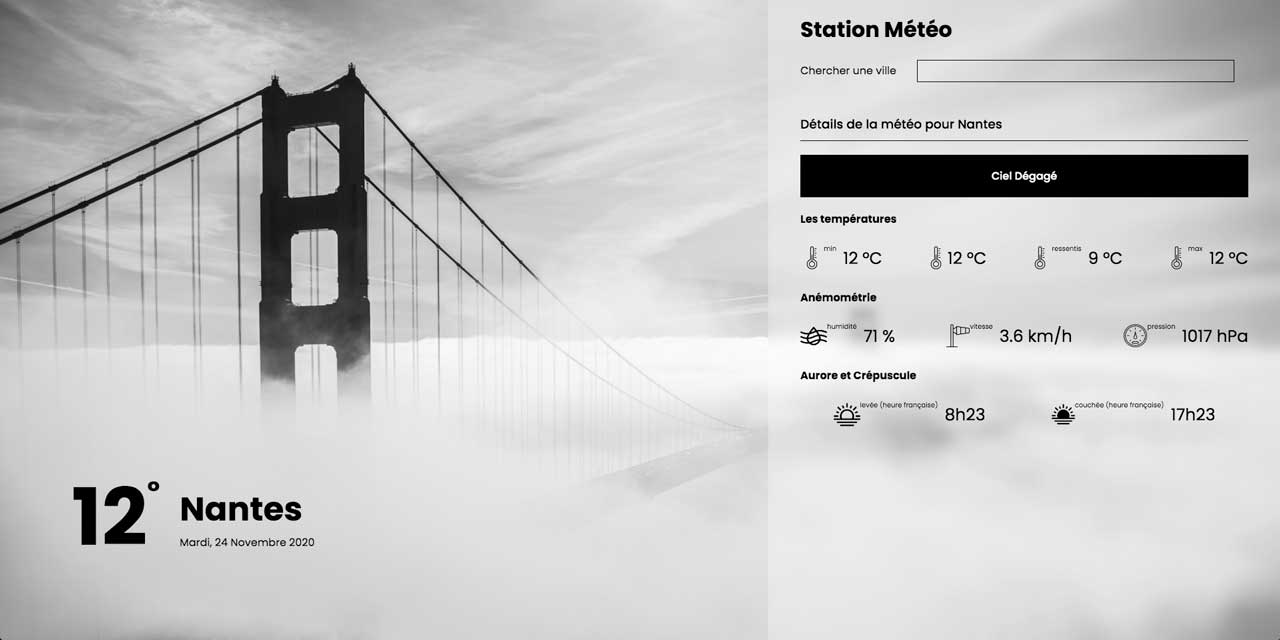 12°
Nantes
Mardi, 24 Novembre 2020
Station Météo
Chercher une ville
Détails de la météo pour Nantes
Ciel Dégagé
Les températures
min 12 °C 12 °C ressentis 9 °C max 12 °C
Anémométrie
humidité 71 % vitesse 3.6 km/h pression 1017 hPa
Aurore et Crépuscule
levée (heure française) 8h23 couchée (heure française) 17h23